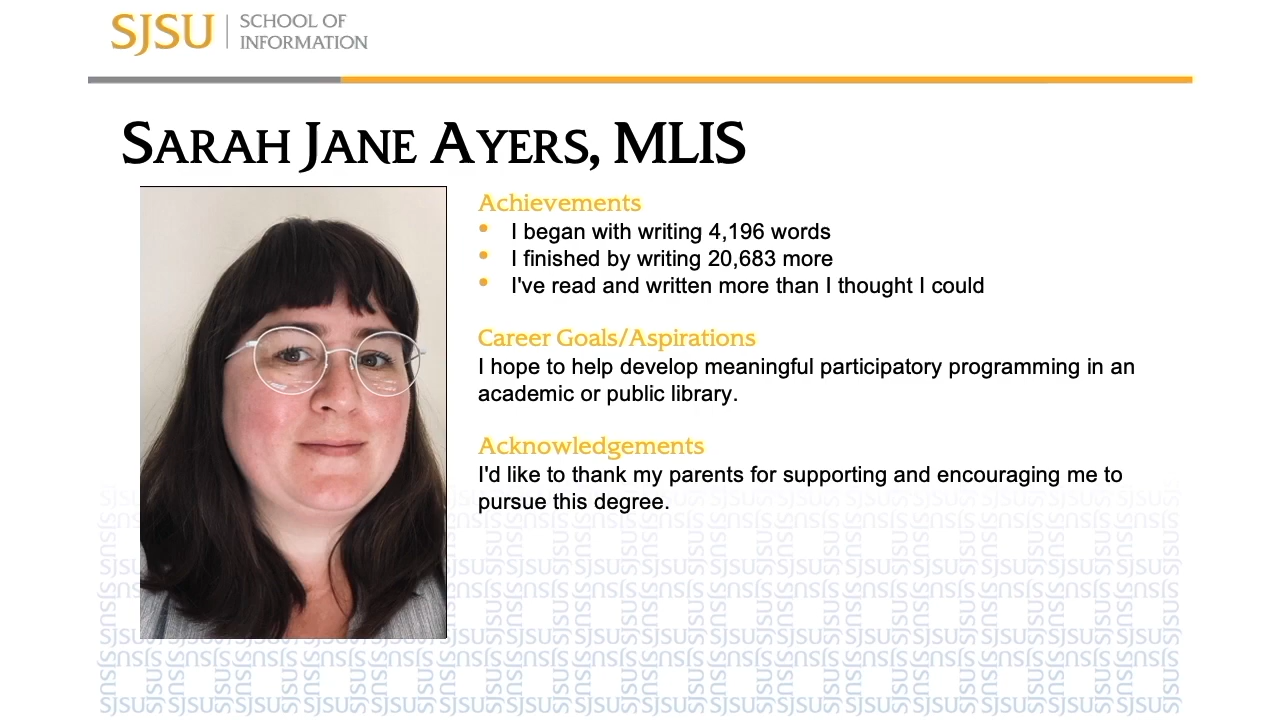 SJSU SCHOOL OF
INFORMATION
SARAH JANE AYERS, MLIS
Achievements
• I began with writing 4,196 words
• I finished by writing 20,683 more
• I've read and written more than I thought I could
Career Goals/Aspirations
I hope to help develop meaningful participatory programming in an
academic or public library.
Acknowledgements
I'd like to thank my parents for supporting and encouraging me to
pursue this degree.